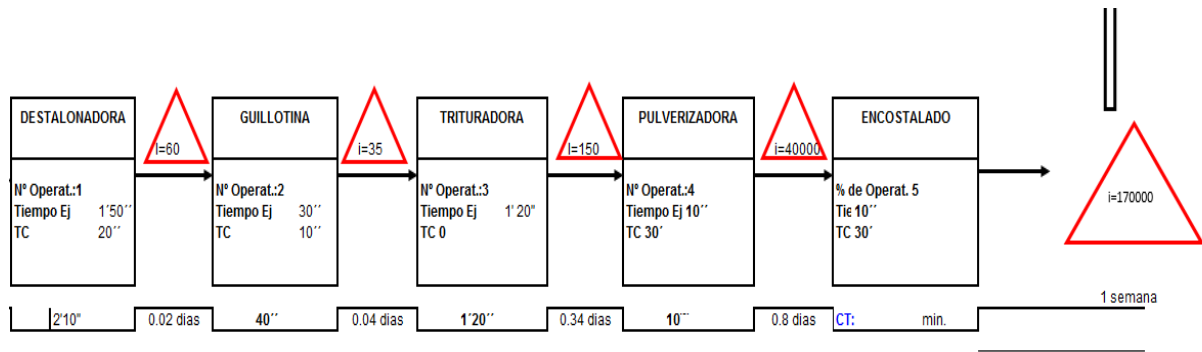 DESTALONADORA
I=60
GUILLOTINA
i=35
TRITURADORA
I=150
PULVERIZADORA
i=40000
ENCOSTALADO
i=170000
Nº Operat.:1
Tiempo Ej 1´50´´
TC 20´´
Nº Operat.:2
Tiempo Ej 30´´
TC 10´´
Nº Operat.:3
Tiempo Ej 1'20"
TC 0
Nº Operat.:4
Tiempo Ej 10´´
TC 30´
% de Operat. 5
Tie 10´´
TC 30´
1 semana
2'10"
0.02 dias
40´´
0.04 dias
1´20´´
0.34 dias
10´´
0.8 dias
CT: min.